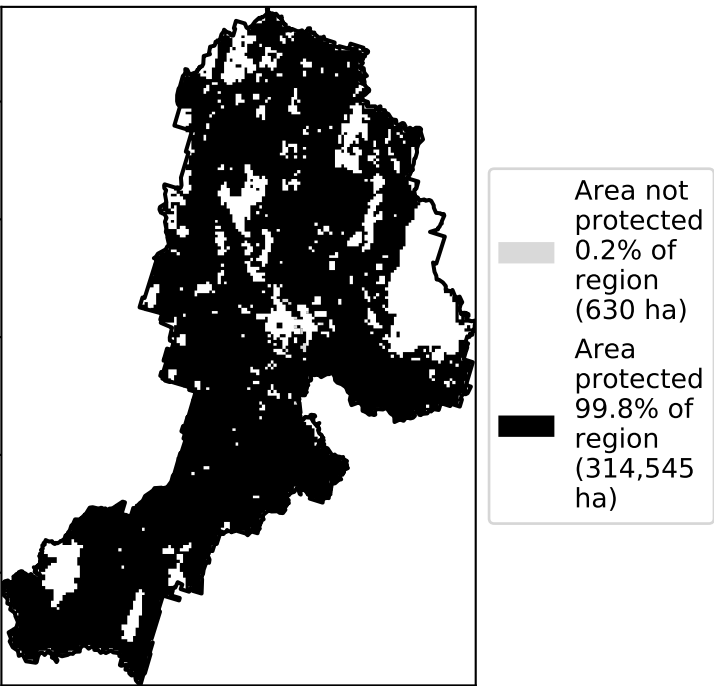 Area not
protected
0.2% of
region
(630 ha)
Area
protected
99.8% of
region
(314,545
ha)